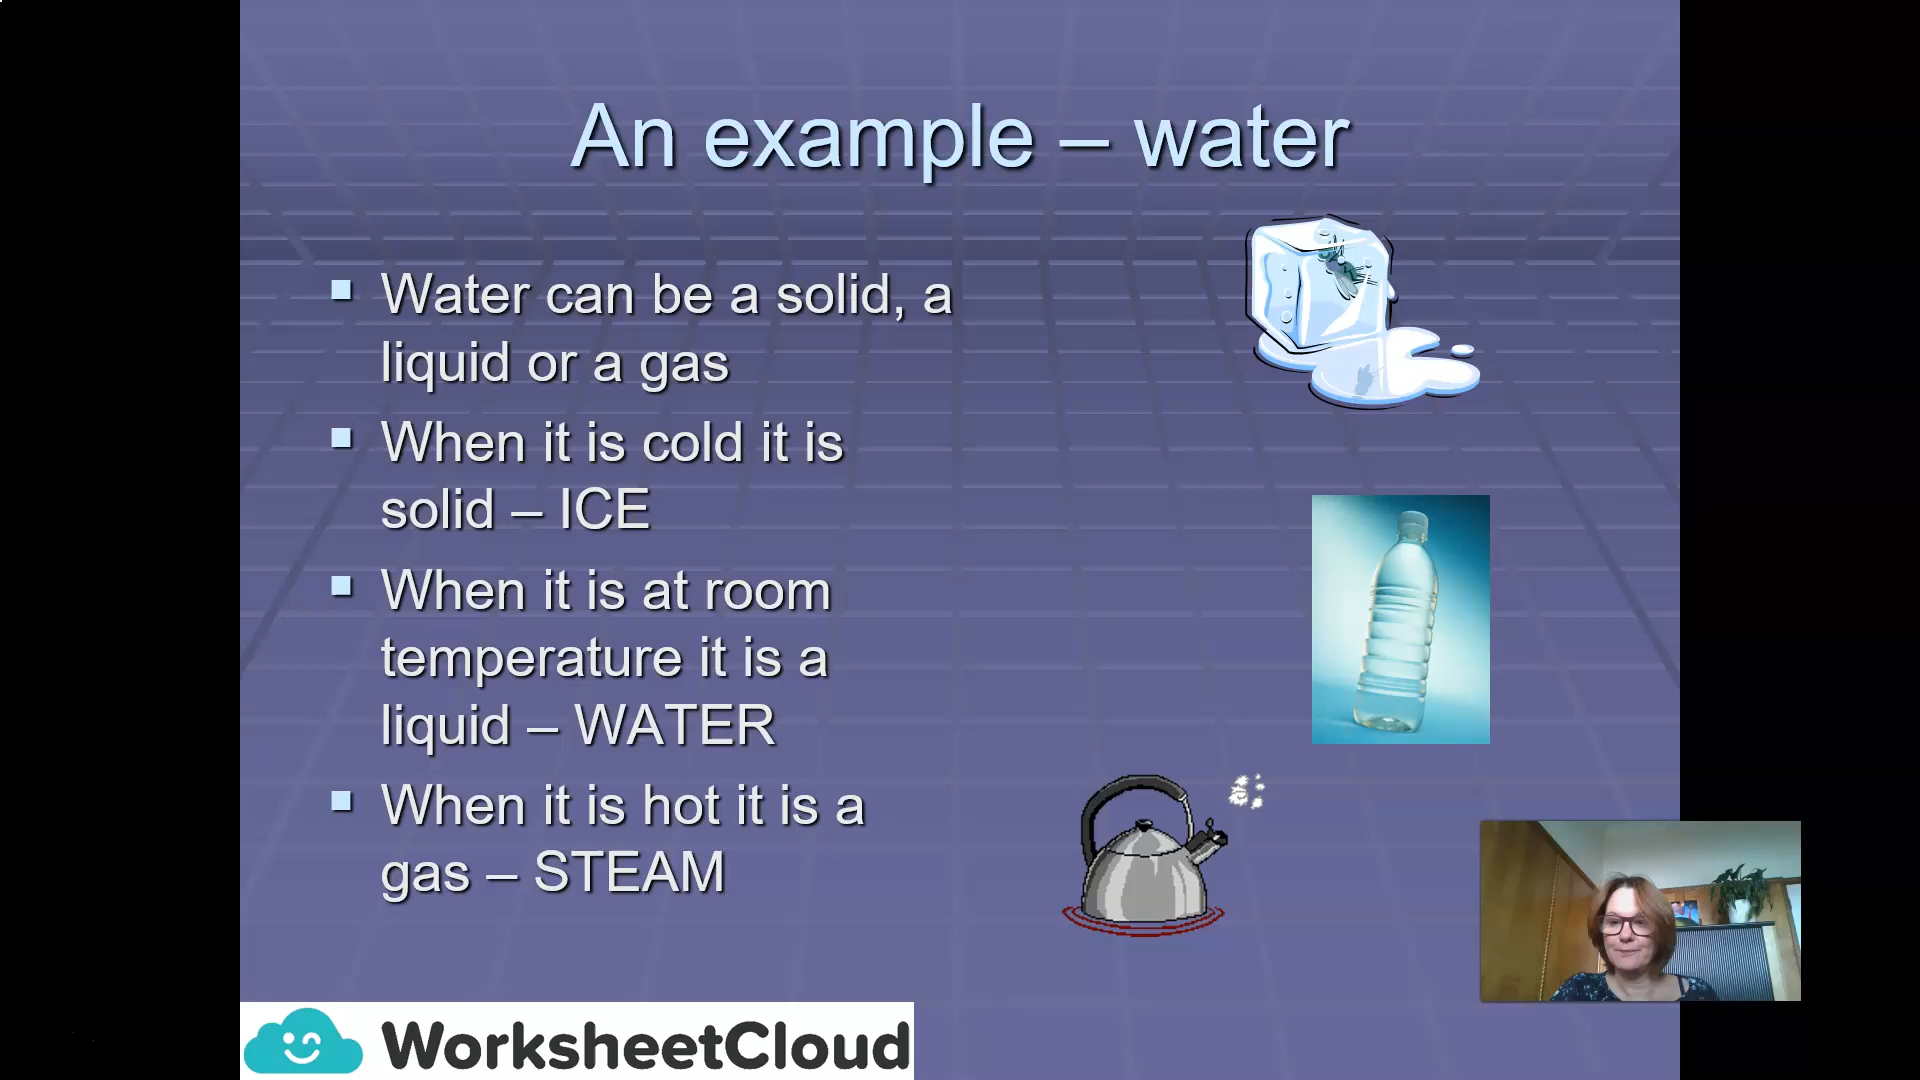 An example – water
Water can be a solid, a
liquid or a gas
When it is cold it is
solid – ICE
When it is at room
temperature it is a
liquid – WATER
When it is hot it is a
gas – STEAM
WorksheetCloud